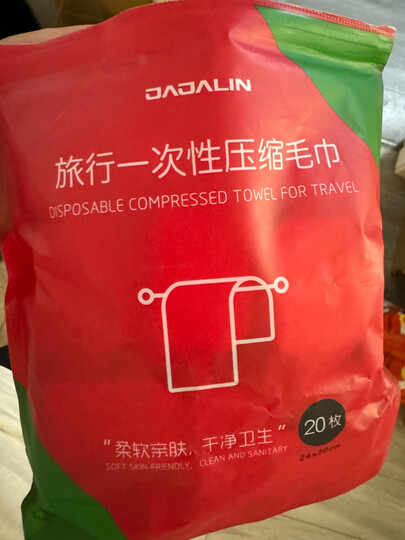 DADALIN
旅行一次性压缩毛巾
DISPOSABLE COMPRESSED TOWEL FOR TRAVEL
"柔软亲肤，干净卫生"
SOFT SKIN-FRIENDLY, CLEAN AND SANITARY
20枚